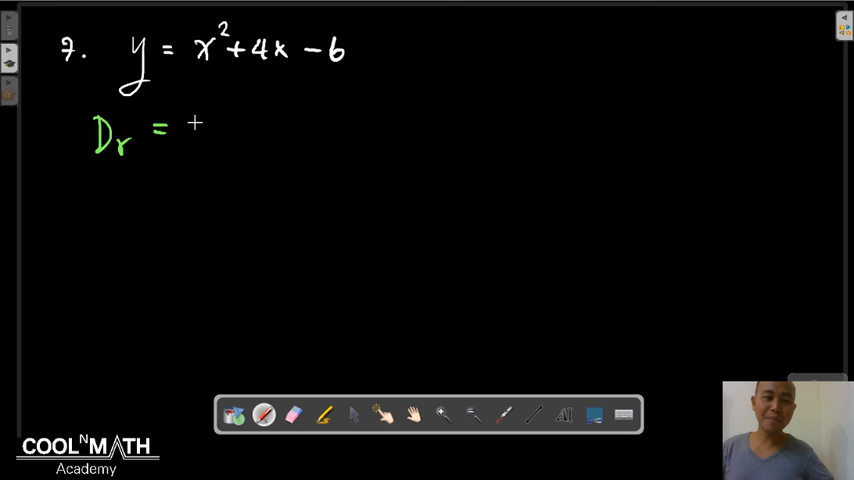 7. y = x² + 4x - 6
Dr =
COOL N MATH
Academy